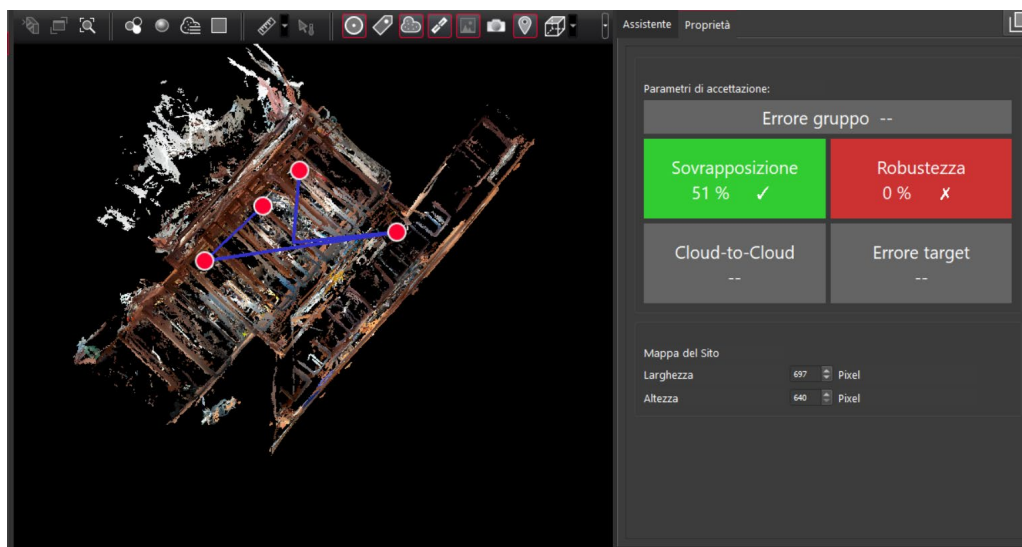 Assistente Proprietà
Parametri di accettazione:
Errore gruppo --
Sovrapposizione Robustezza
51 % ✓ 0 % ✗
Cloud-to-Cloud Errore target
-- --
Mappa del Sito
Larghezza 697 Pixel
Altezza 640 Pixel